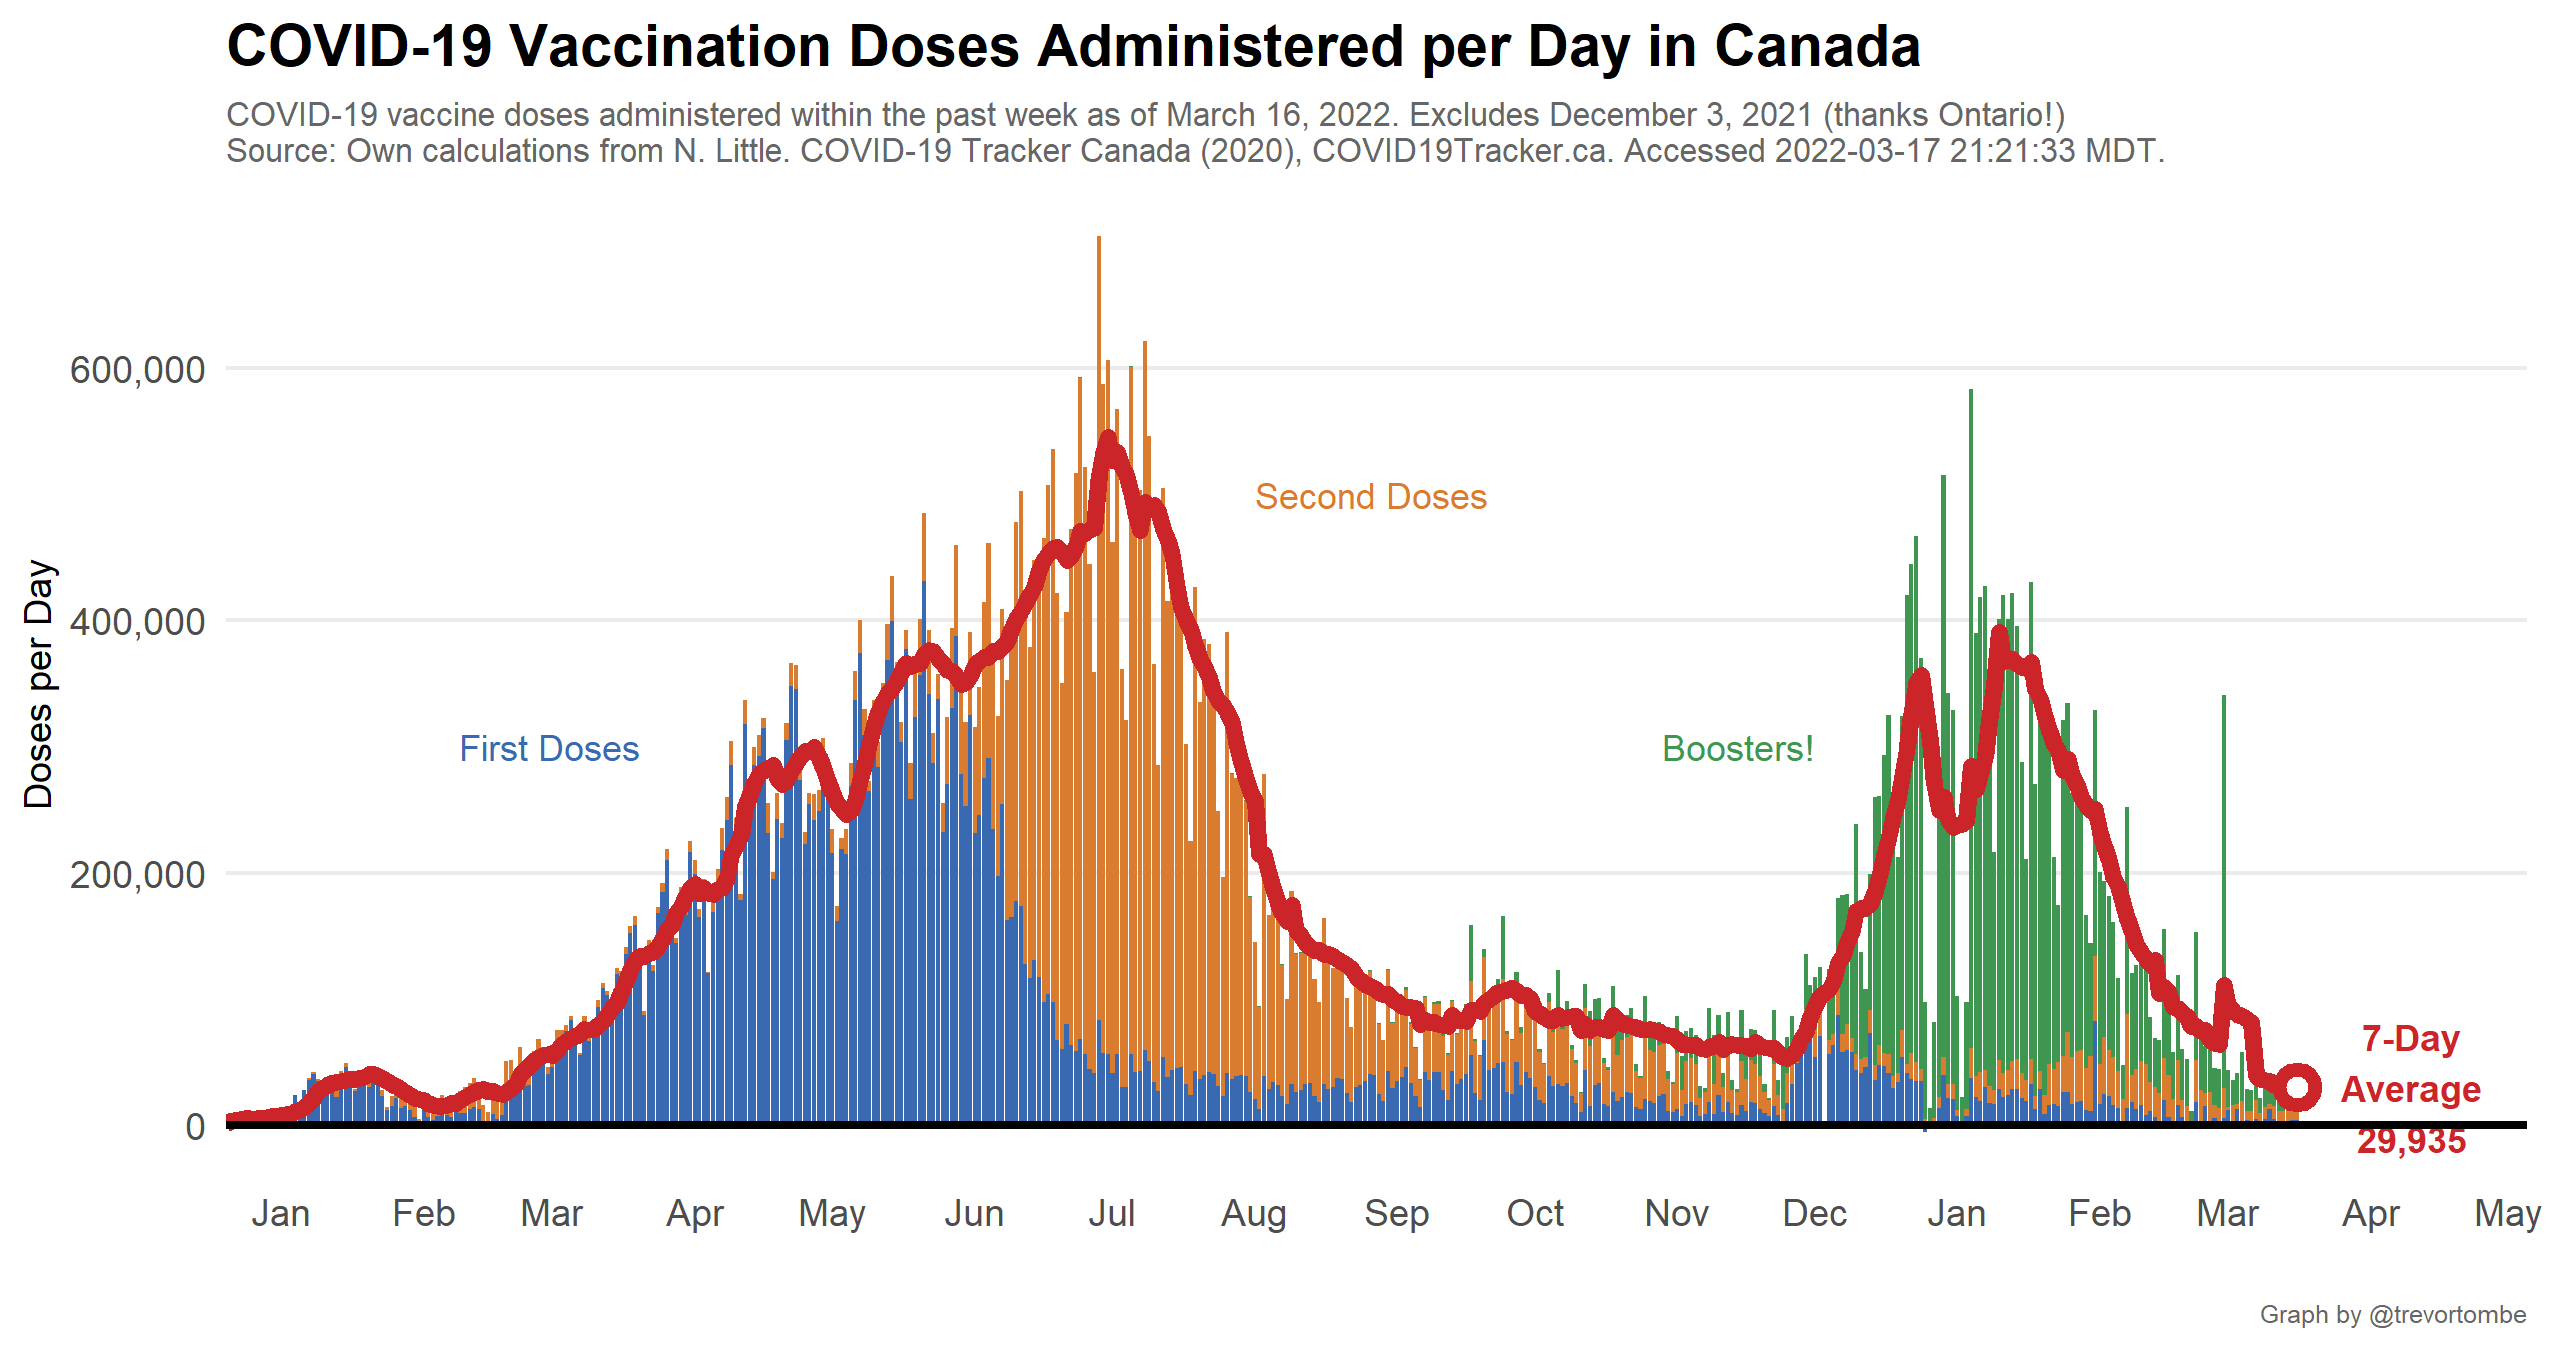 COVID-19 Vaccination Doses Administered per Day in Canada
COVID-19 vaccine doses administered within the past week as of March 16, 2022. Excludes December 3, 2021 (thanks Ontario!)
Source: Own calculations from N. Little. COVID-19 Tracker Canada (2020), COVID19Tracker.ca. Accessed 2022-03-17 21:21:33 MDT.
Doses per Day
600,000
400,000
200,000
0
First Doses
Second Doses
Boosters!
7-Day
Average
29,935
Jan Feb Mar Apr May Jun Jul Aug Sep Oct Nov Dec Jan Feb Mar Apr May
Graph by @trevortombe